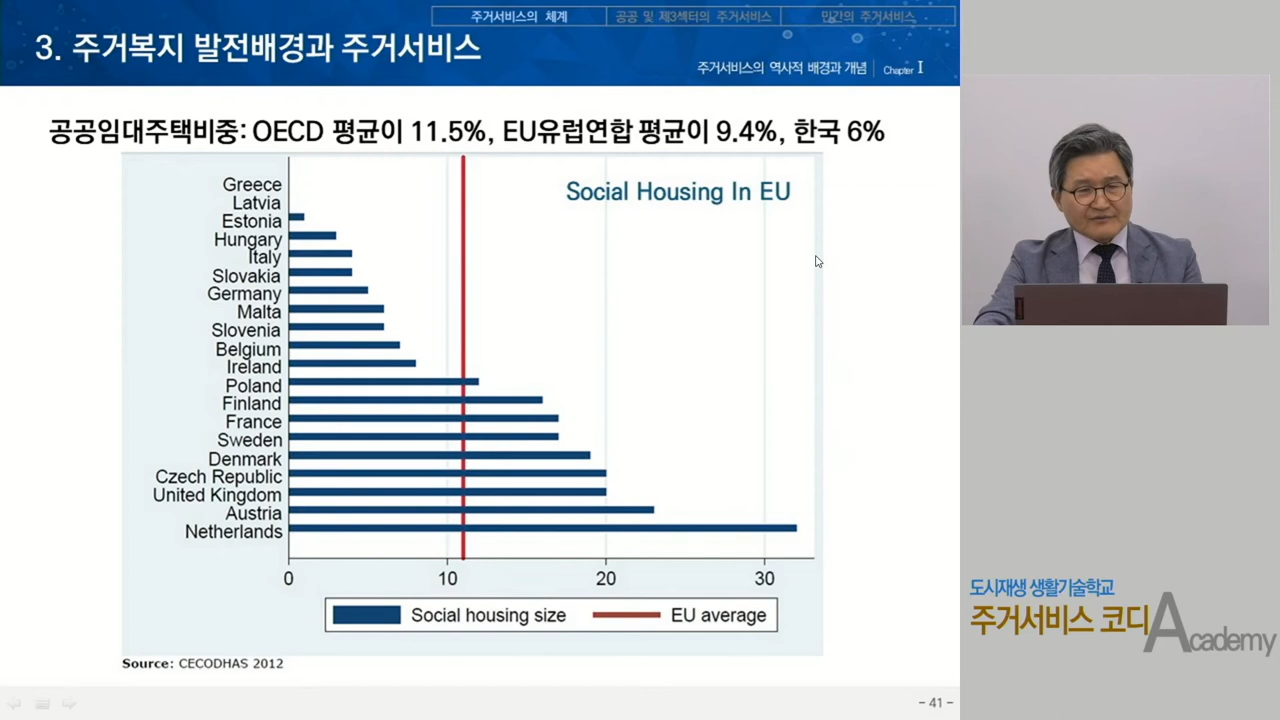 주거서비스의 체계
공공 및 제3섹터의 주거서비스
민간의 주거서비스
3. 주거복지 발전배경과 주거서비스
주거서비스의 역사적 배경과 개념
Chapter I
공공임대주택비중: OECD 평균이 11.5%, EU유럽연합 평균이 9.4%, 한국 6%
Social Housing In EU
Greece
Latvia
Estonia
Hungary
Italy
Slovakia
Germany
Malta
Slovenia
Belgium
Ireland
Poland
Finland
France
Sweden
Denmark
Czech Republic
United Kingdom
Austria
Netherlands
0 10 20 30
Social housing size
EU average
Source: CECODHAS 2012
- 41 -
도시재생 생활기술학교
주거서비스 코디
Academy